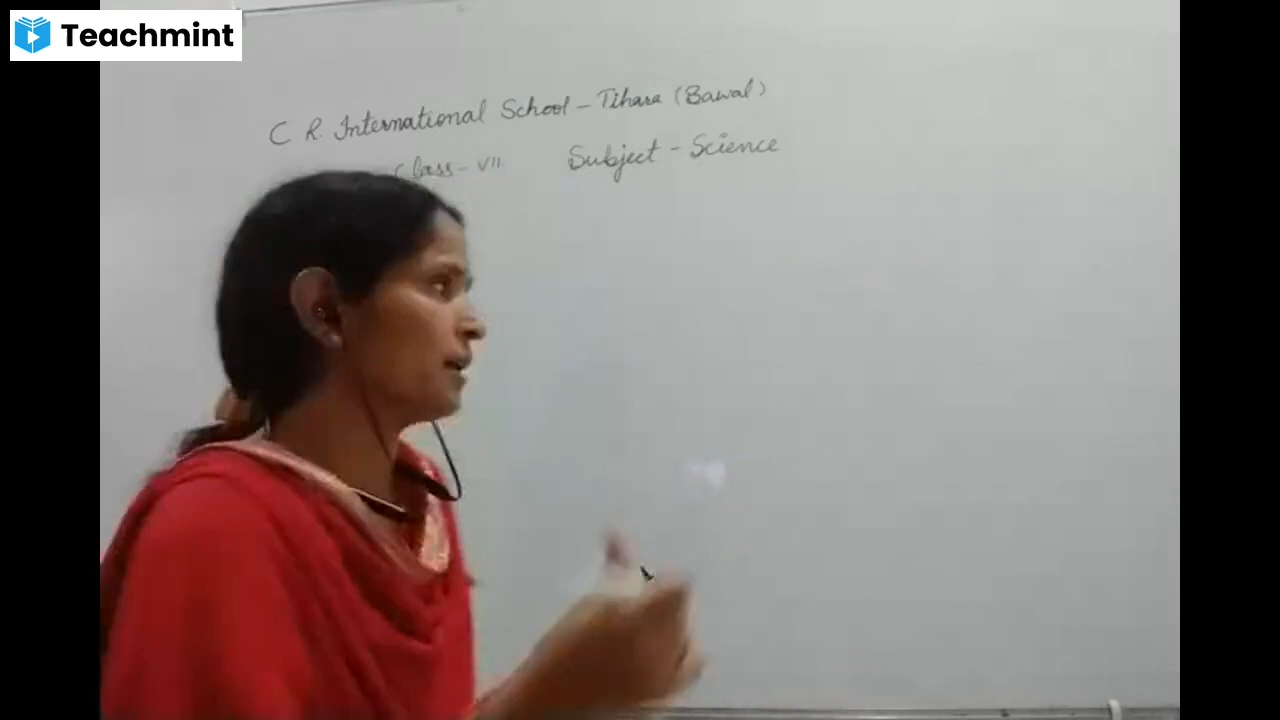 Teachmint
C R. International School - Tihara (Bawal)
Class - VII Subject - Science